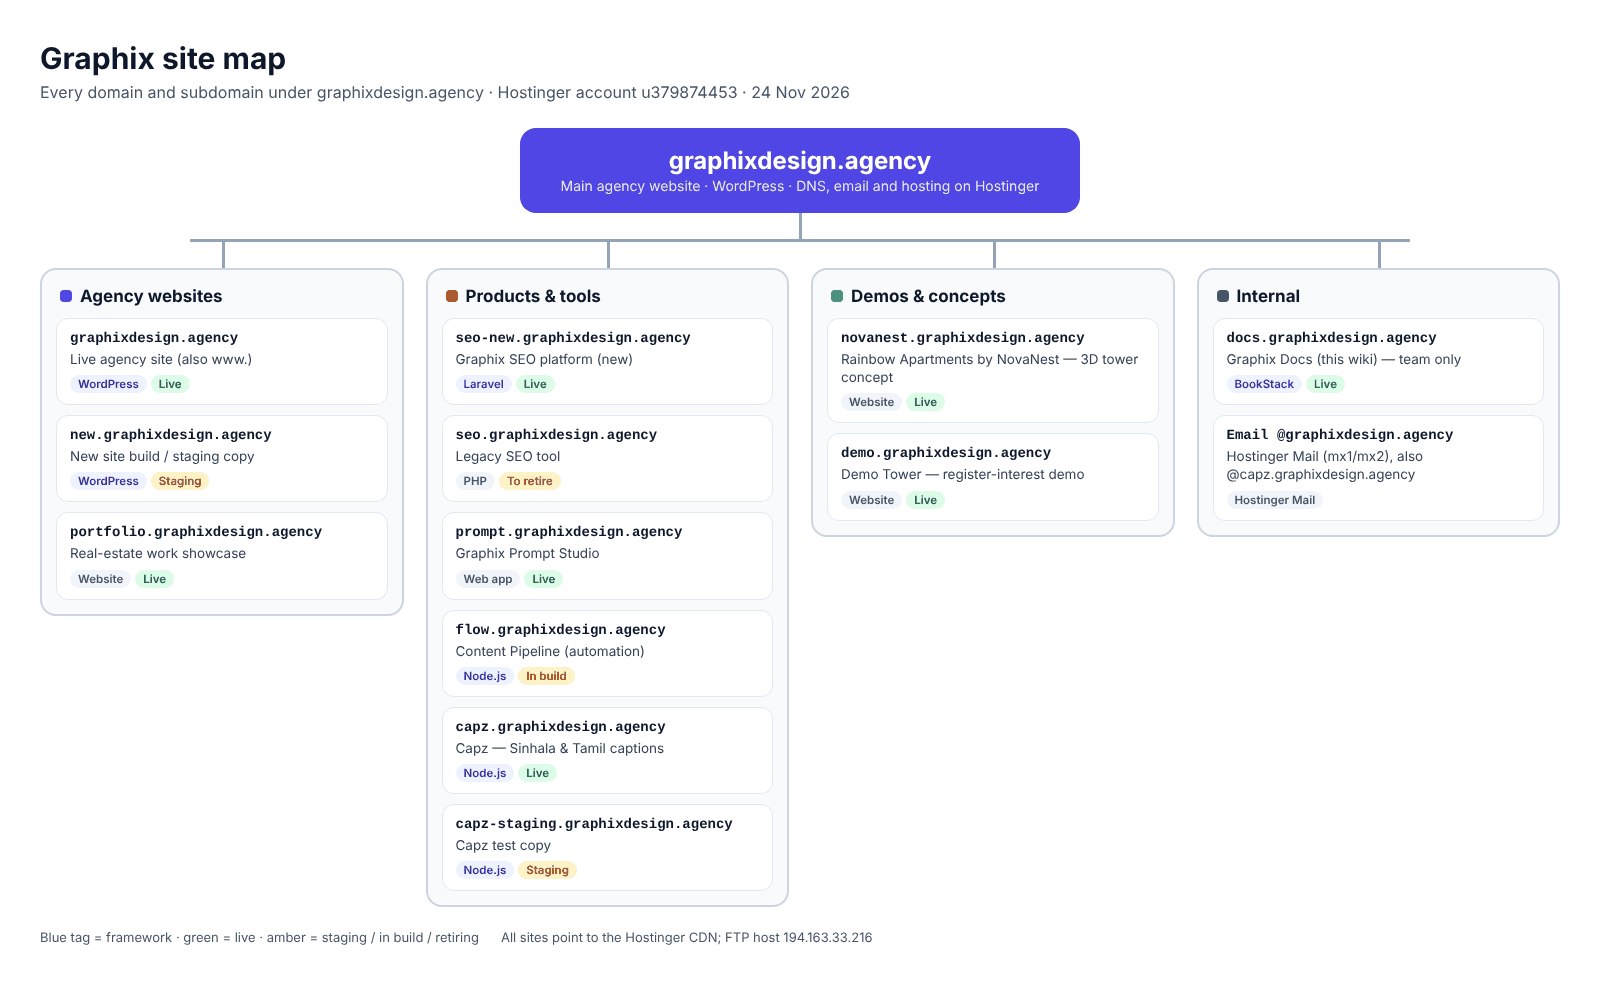 Graphix site map
Every domain and subdomain under graphixdesign.agency · Hostinger account u379874453 · 24 Nov 2026
graphixdesign.agency
Main agency website · WordPress · DNS, email and hosting on Hostinger
Agency websites
graphixdesign.agency
Live agency site (also www.)
WordPress Live
new.graphixdesign.agency
New site build / staging copy
WordPress Staging
portfolio.graphixdesign.agency
Real-estate work showcase
Website Live
Products & tools
seo-new.graphixdesign.agency
Graphix SEO platform (new)
Laravel Live
seo.graphixdesign.agency
Legacy SEO tool
PHP To retire
prompt.graphixdesign.agency
Graphix Prompt Studio
Web app Live
flow.graphixdesign.agency
Content Pipeline (automation)
Node.js In build
capz.graphixdesign.agency
Capz — Sinhala & Tamil captions
Node.js Live
capz-staging.graphixdesign.agency
Capz test copy
Node.js Staging
Demos & concepts
novanest.graphixdesign.agency
Rainbow Apartments by NovaNest — 3D tower
concept
Website Live
demo.graphixdesign.agency
Demo Tower — register-interest demo
Website Live
Internal
docs.graphixdesign.agency
Graphix Docs (this wiki) — team only
BookStack Live
Email @graphixdesign.agency
Hostinger Mail (mx1/mx2), also
@capz.graphixdesign.agency
Hostinger Mail
Blue tag = framework · green = live · amber = staging / in build / retiring All sites point to the Hostinger CDN; FTP host 194.163.33.216